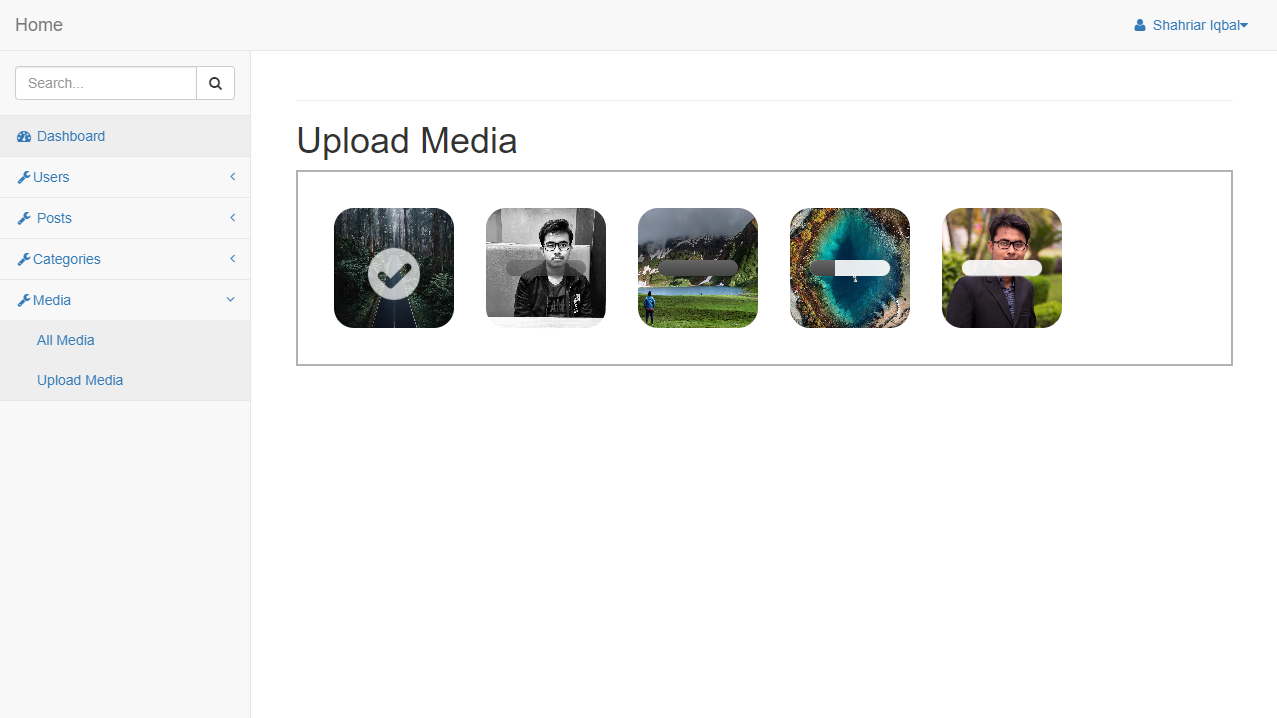 Home
Shahriar Iqbal
Search...
Dashboard
Users
Posts
Categories
Media
All Media
Upload Media
Upload Media